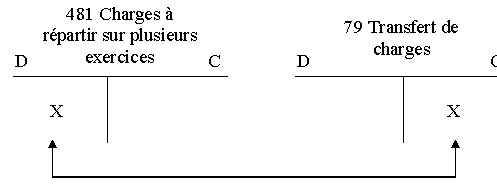 481 Charges à
répartir sur plusieurs
exercices
D C
X
79 Transfert de
charges
D C
X